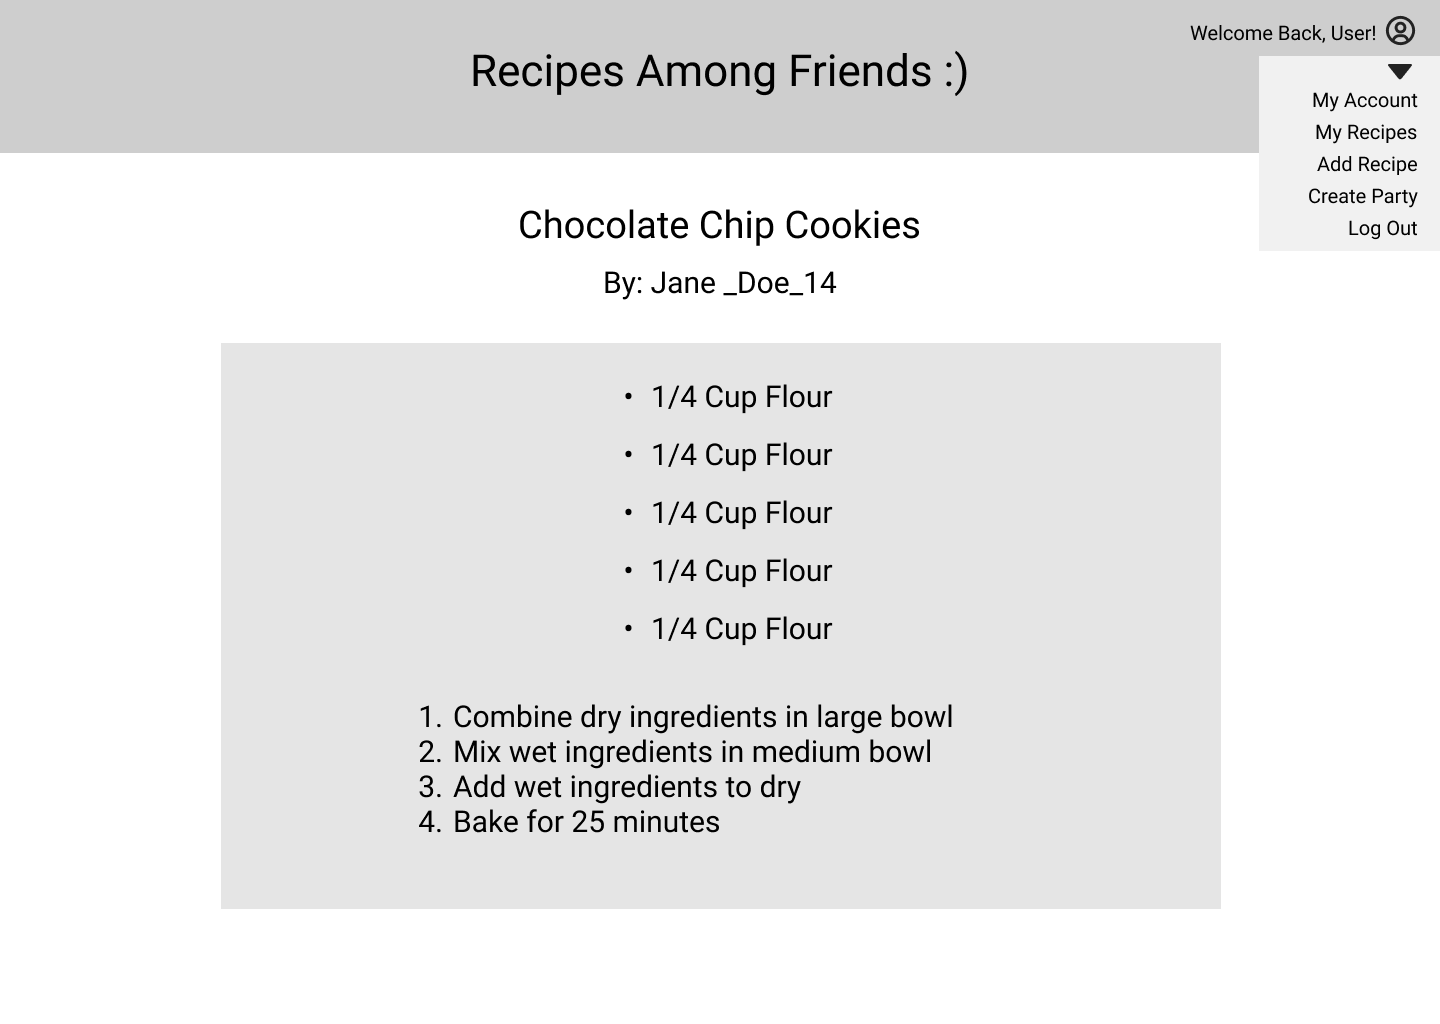 Welcome Back, User!
Recipes Among Friends :)
My Account
My Recipes
Add Recipe
Create Party
Log Out
Chocolate Chip Cookies
By: Jane _Doe_14
• 1/4 Cup Flour
• 1/4 Cup Flour
• 1/4 Cup Flour
• 1/4 Cup Flour
• 1/4 Cup Flour
1. Combine dry ingredients in large bowl
2. Mix wet ingredients in medium bowl
3. Add wet ingredients to dry
4. Bake for 25 minutes